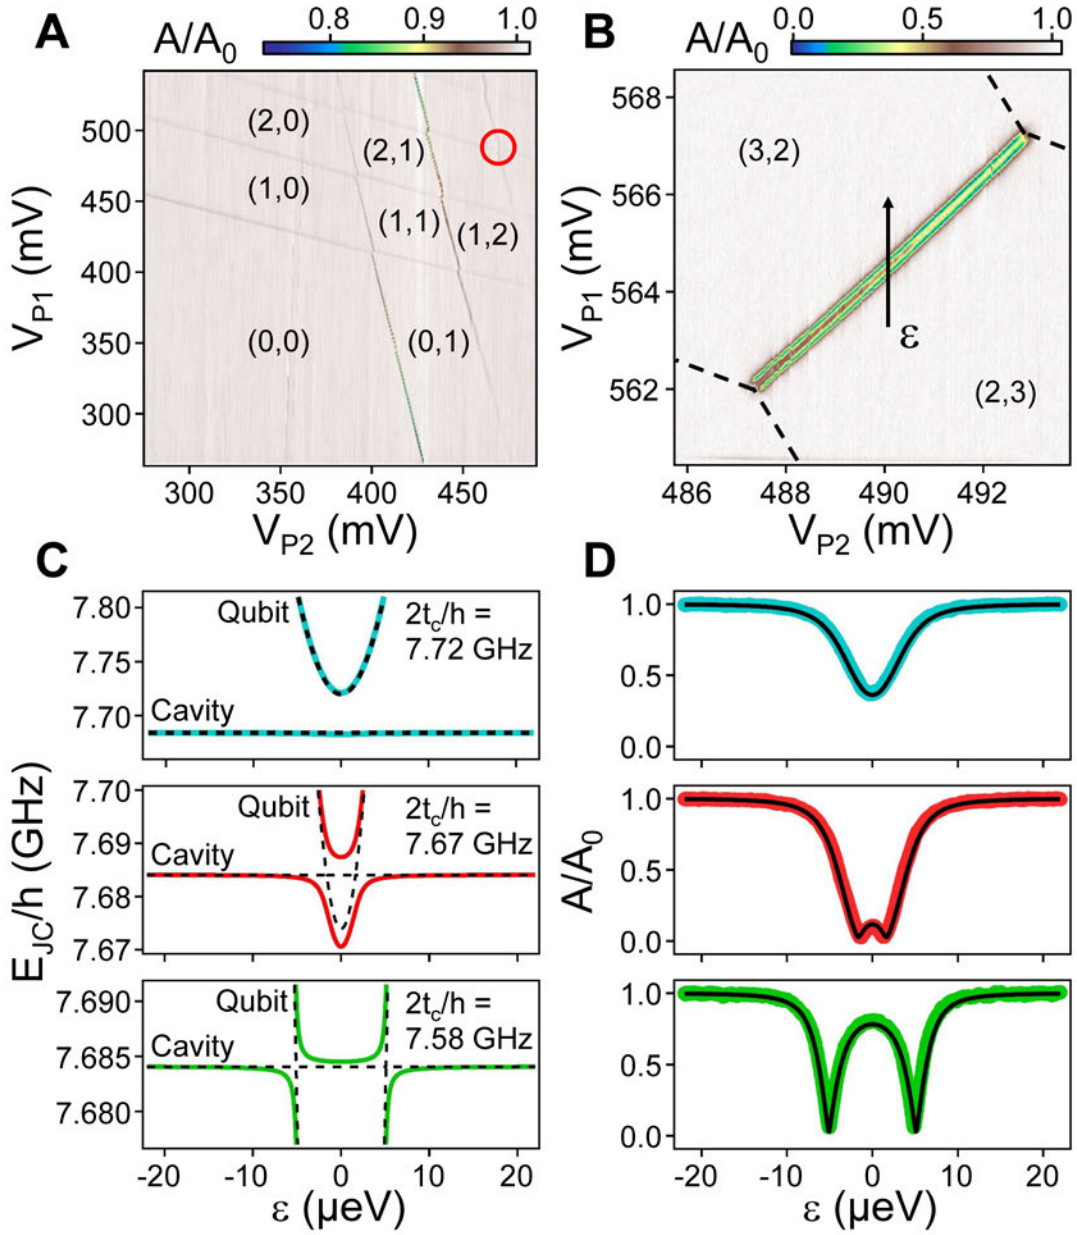 A
A/A0
0.8
0.9
1.0
500
450
400
350
300
VP1 (mV)
(2,0)
(1,0)
(2,1)
(1,1)
(1,2)
(0,0)
(0,1)
300
350
400
450
VP2 (mV)
B
A/A0
0.0
0.5
1.0
568
566
564
562
VP1 (mV)
(3,2)
ε
(2,3)
486
488
490
492
VP2 (mV)
C
EJC/h (GHz)
7.80
7.75
7.70
Qubit
2tc/h =
7.72 GHz
Cavity
7.70
7.69
7.68
7.67
Qubit
2tc/h =
7.67 GHz
Cavity
7.690
7.685
7.680
Qubit
2tc/h =
7.58 GHz
Cavity
-20
-10
0
10
20
ε (µeV)
D
A/A0
1.0
0.5
0.0
1.0
0.5
0.0
1.0
0.5
0.0
-20
-10
0
10
20
ε (µeV)